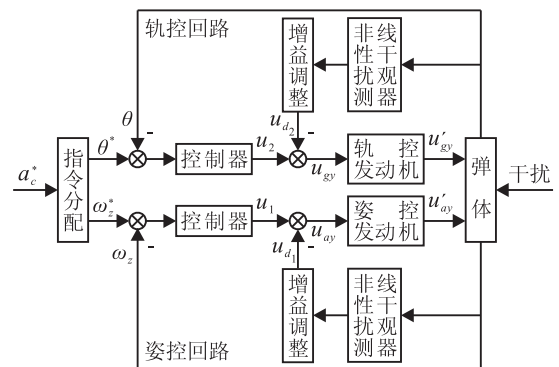 轨控回路
增益调整
非线性干扰观测器
θ
-
u_{d_2}
-
θ*
u_2
u_{gy}
u'_{gy}
控制器
轨控发动机
a_c^*
指令分配
弹体
干扰
ω_z^*
u_1
u_{ay}
u'_{ay}
控制器
姿控发动机
ω_z
-
u_{d_1}
-
增益调整
非线性干扰观测器
姿控回路